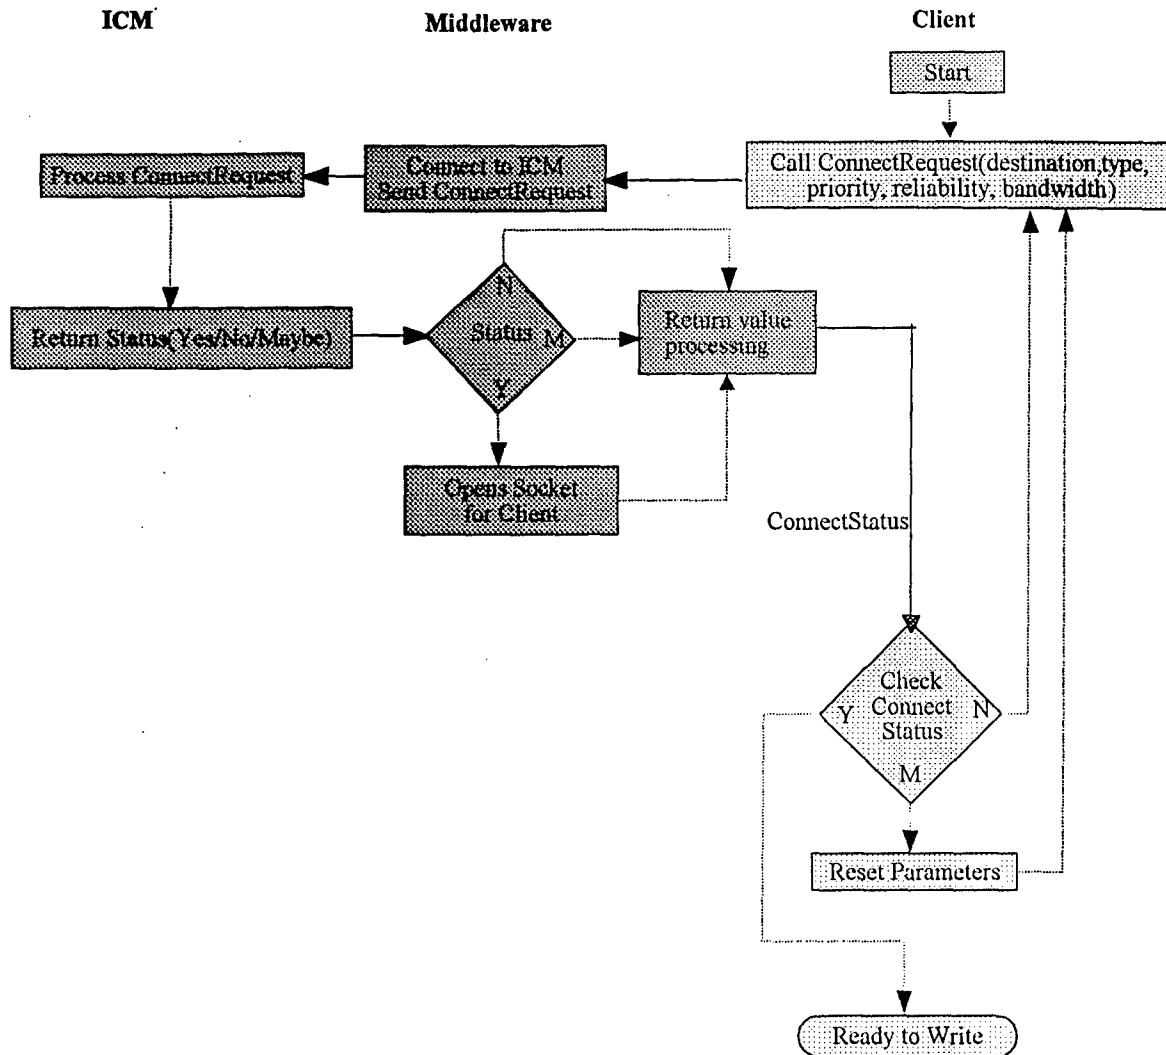 ICM
Middleware
Client
Start
Call ConnectRequest(destination,type,
priority, reliability, bandwidth)
Connect to ICM
Send ConnectRequest
Process ConnectRequest
Return Status(Yes/No/Maybe)
N
Status
M
Y
Return value
processing
Opens Socket
for Client
ConnectStatus
Check
Y Connect N
Status
M
Reset Parameters
Ready to Write